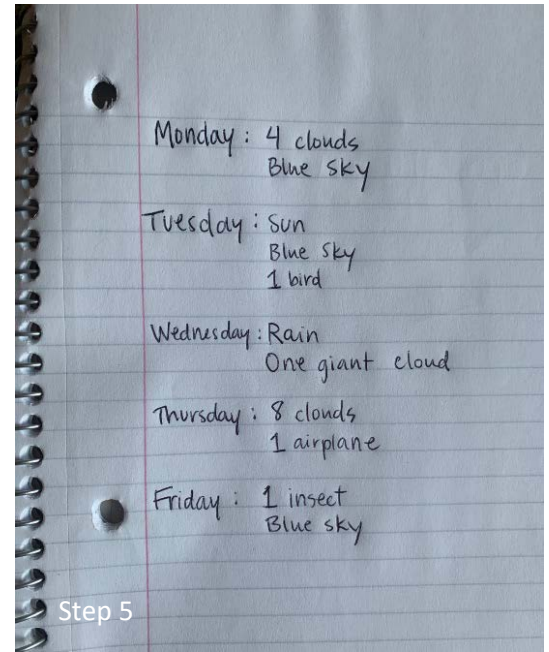 Monday: 4 clouds
Blue sky
Tuesday: Sun
Blue sky
1 bird
Wednesday: Rain
One giant cloud
Thursday: 8 clouds
1 airplane
Friday: 1 insect
Blue sky
Step 5